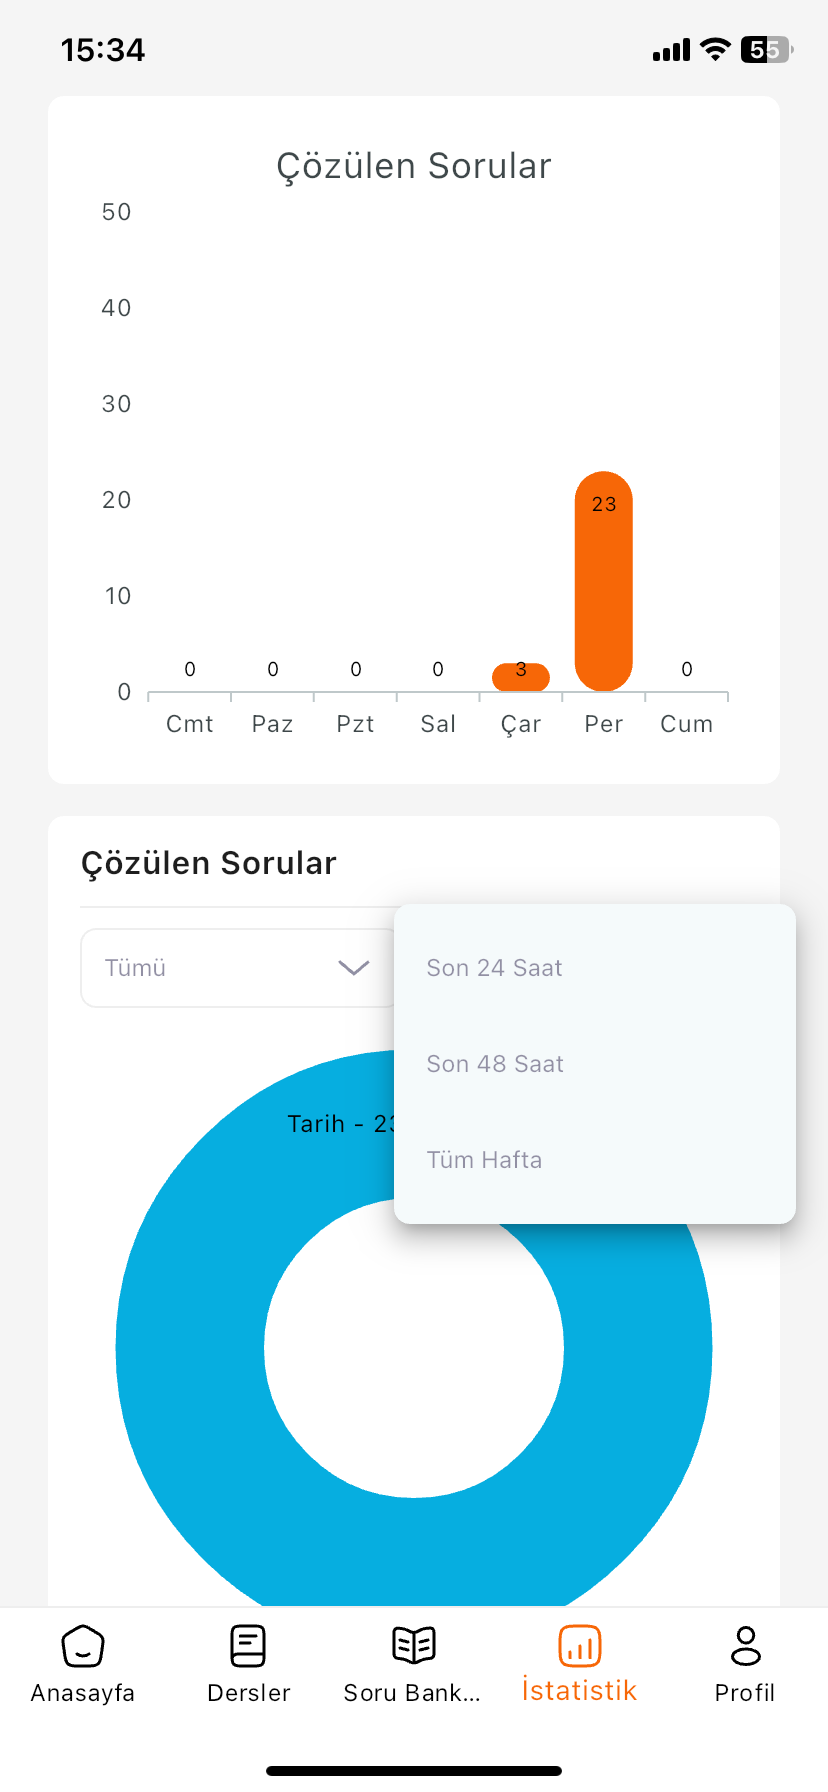 15:34
55
Çözülen Sorular
50
40
30
20
10
0
0 0 0 0 3 23 0
Cmt Paz Pzt Sal Çar Per Cum
Çözülen Sorular
Tümü
Son 24 Saat
Son 48 Saat
Tarih - 23
Tüm Hafta
Anasayfa Dersler Soru Bank... İstatistik Profil